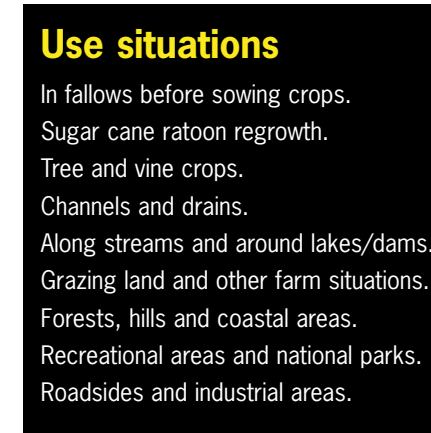 Use situations
In fallows before sowing crops.
Sugar cane ratoon regrowth.
Tree and vine crops.
Channels and drains.
Along streams and around lakes/dams.
Grazing land and other farm situations.
Forests, hills and coastal areas.
Recreational areas and national parks.
Roadsides and industrial areas.